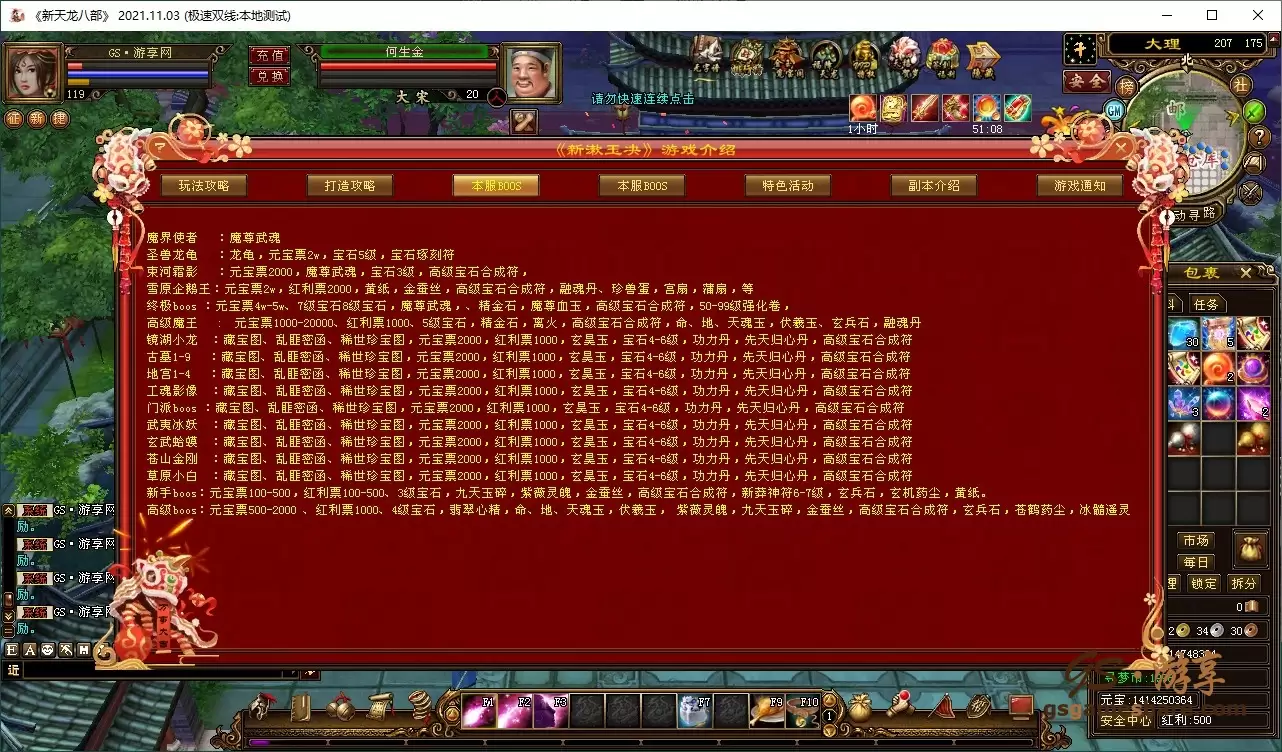 《新天龙八部》 2021.11.03 (极速双线:本地测试)
GS·游享网
119
充值
兑换
何生金
大宋
20
请勿快速连续点击
1小时
51:08
大理 207 175
北
安全
榜
社
GM
征 新 捷
动寻路
《新漱玉决》游戏介绍
玩法攻略 打造攻略 本服BOOS 本服BOOS 特色活动 副本介绍 游戏通知
魔界使者 ：魔尊武魂
圣兽龙龟 ：龙龟，元宝票2w，宝石5级，宝石琢刻符
束河霜影 ：元宝票2000，魔尊武魂，宝石3级，高级宝石合成符，
雪原企鹅王：元宝票2w，红利票2000，黄纸，金蚕丝，高级宝石合成符，融魂丹、珍兽蛋，宫扇，蒲扇，等
终极boos ：元宝票4w-5w、7级宝石8级宝石，魔尊武魂，、精金石，魔尊血玉，高级宝石合成符，50-99级强化卷，
高级魔王 ： 元宝票1000-20000、红利票1000、5级宝石，精金石，离火，高级宝石合成符，命、地、天魂玉，伏羲玉、玄兵石，融魂丹
镜湖小龙 ：藏宝图、乱匪密函、稀世珍宝图，元宝票2000，红利票1000，玄昊玉，宝石4-6级，功力丹，先天归心丹，高级宝石合成符
古墓1-9 ：藏宝图、乱匪密函、稀世珍宝图，元宝票2000，红利票1000，玄昊玉，宝石4-6级，功力丹，先天归心丹，高级宝石合成符
地宫1-4 ：藏宝图、乱匪密函、稀世珍宝图，元宝票2000，红利票1000，玄昊玉，宝石4-6级，功力丹，先天归心丹，高级宝石合成符
工魂影像 ：藏宝图、乱匪密函、稀世珍宝图，元宝票2000，红利票1000，玄昊玉，宝石4-6级，功力丹，先天归心丹，高级宝石合成符
门派boos ：藏宝图、乱匪密函、稀世珍宝图，元宝票2000，红利票1000，玄昊玉，宝石4-6级，功力丹，先天归心丹，高级宝石合成符
武夷冰妖 ：藏宝图、乱匪密函、稀世珍宝图，元宝票2000，红利票1000，玄昊玉，宝石4-6级，功力丹，先天归心丹，高级宝石合成符
玄武蛤蟆 ：藏宝图、乱匪密函、稀世珍宝图，元宝票2000，红利票1000，玄昊玉，宝石4-6级，功力丹，先天归心丹，高级宝石合成符
苍山金刚 ：藏宝图、乱匪密函、稀世珍宝图，元宝票2000，红利票1000，玄昊玉，宝石4-6级，功力丹，先天归心丹，高级宝石合成符
草原小白 ：藏宝图、乱匪密函、稀世珍宝图，元宝票2000，红利票1000，玄昊玉，宝石4-6级，功力丹，先天归心丹，高级宝石合成符
新手boos：元宝票100-500，红利票100-500、3级宝石，九天玉碎，紫薇灵魄，金蚕丝，高级宝石合成符，新莽神符6-7级，玄兵石，玄机药尘，黄纸。
高级boos：元宝票500-2000 、红利票1000、4级宝石，翡翠心精，命、地、天魂玉，伏羲玉， 紫薇灵魄，九天玉碎，金蚕丝，高级宝石合成符，玄兵石，苍鹤药尘，冰髓遥灵
包裹
任务
30 5
2
3 2
市场
每日
锁定 拆分
0
2 34 30
系统 GS·游享网
励。
系统 GS·游享网
励。
系统 GS·游享网
励。
系统 GS·游享网
励。
近
F1 F2 F3 F7 F9 F10
1
元宝:1414250364
安全中心 红利:500